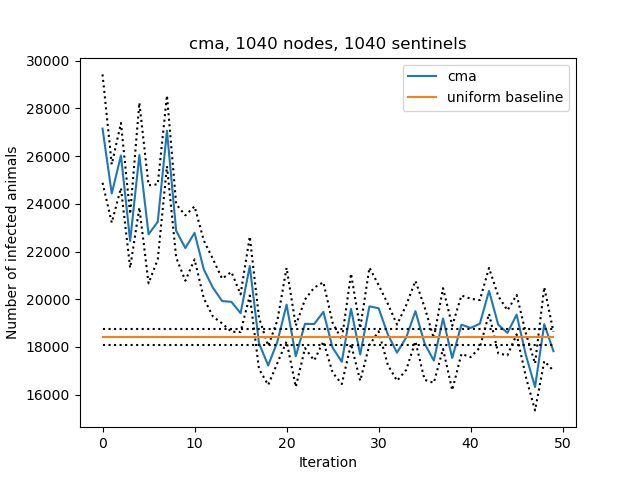 cma, 1040 nodes, 1040 sentinels
30000
28000
26000
24000
22000
20000
18000
16000
Number of infected animals
cma
uniform baseline
0
10
20
30
40
50
Iteration